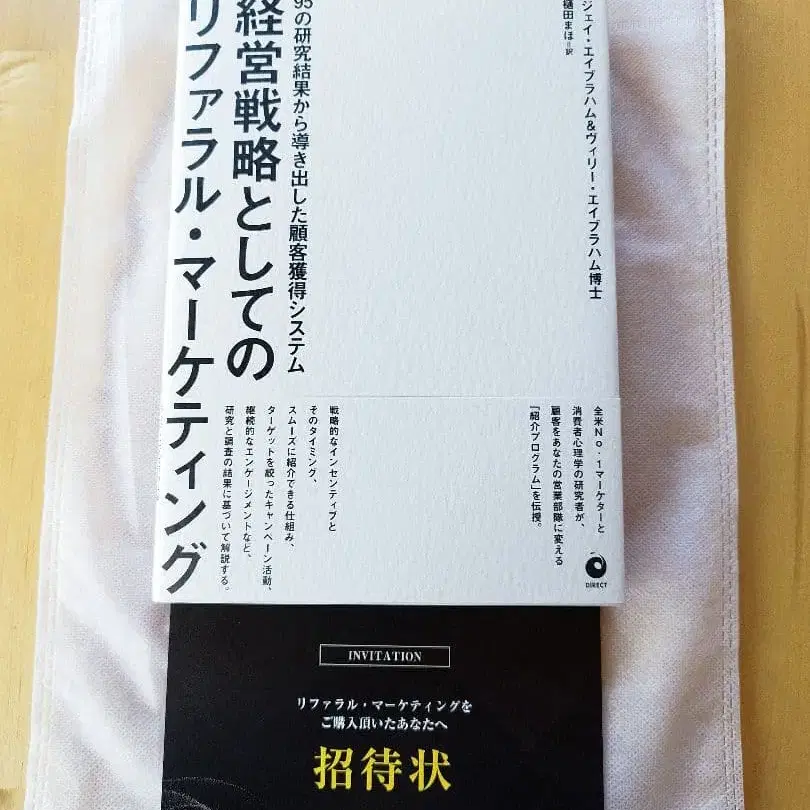 ジェイ・エイブラハム&ヴィリー・エイブラハム博士
樋田まほ=訳
95の研究結果から導き出した顧客獲得システム
経営戦略としての
リファラル・マーケティング
全米No.1マーケターと
消費者心理学の研究者が、
顧客をあなたの営業部隊に変える
「紹介プログラム」を伝授。
戦略的なインセンティブと
そのタイミング、
スムーズに紹介できる仕組み、
ターゲットを絞ったキャンペーン活動、
継続的なエンゲージメントなど、
研究と調査の結果に基づいて解説する。
DIRECT
INVITATION
リファラル・マーケティングを
ご購入頂いたあなたへ
招待状